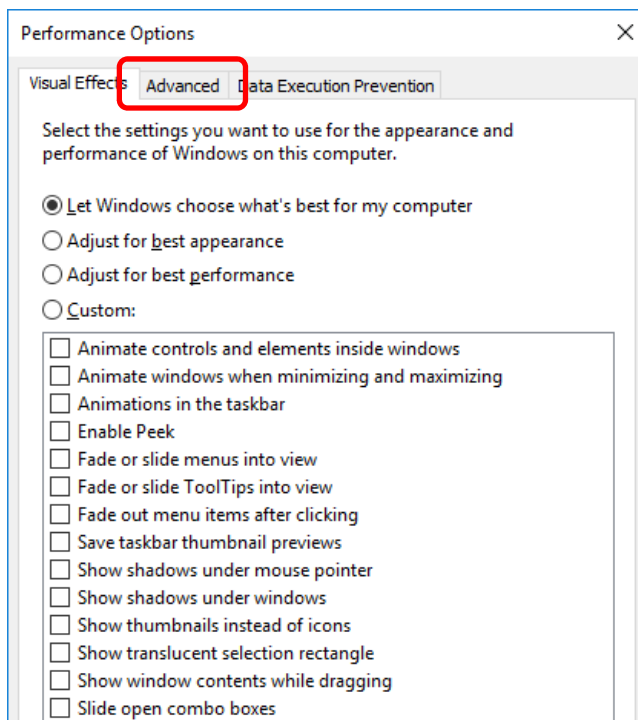 Performance Options
Visual Effects Advanced Data Execution Prevention
Select the settings you want to use for the appearance and
performance of Windows on this computer.
Let Windows choose what's best for my computer
Adjust for best appearance
Adjust for best performance
Custom:
Animate controls and elements inside windows
Animate windows when minimizing and maximizing
Animations in the taskbar
Enable Peek
Fade or slide menus into view
Fade or slide ToolTips into view
Fade out menu items after clicking
Save taskbar thumbnail previews
Show shadows under mouse pointer
Show shadows under windows
Show thumbnails instead of icons
Show translucent selection rectangle
Show window contents while dragging
Slide open combo boxes